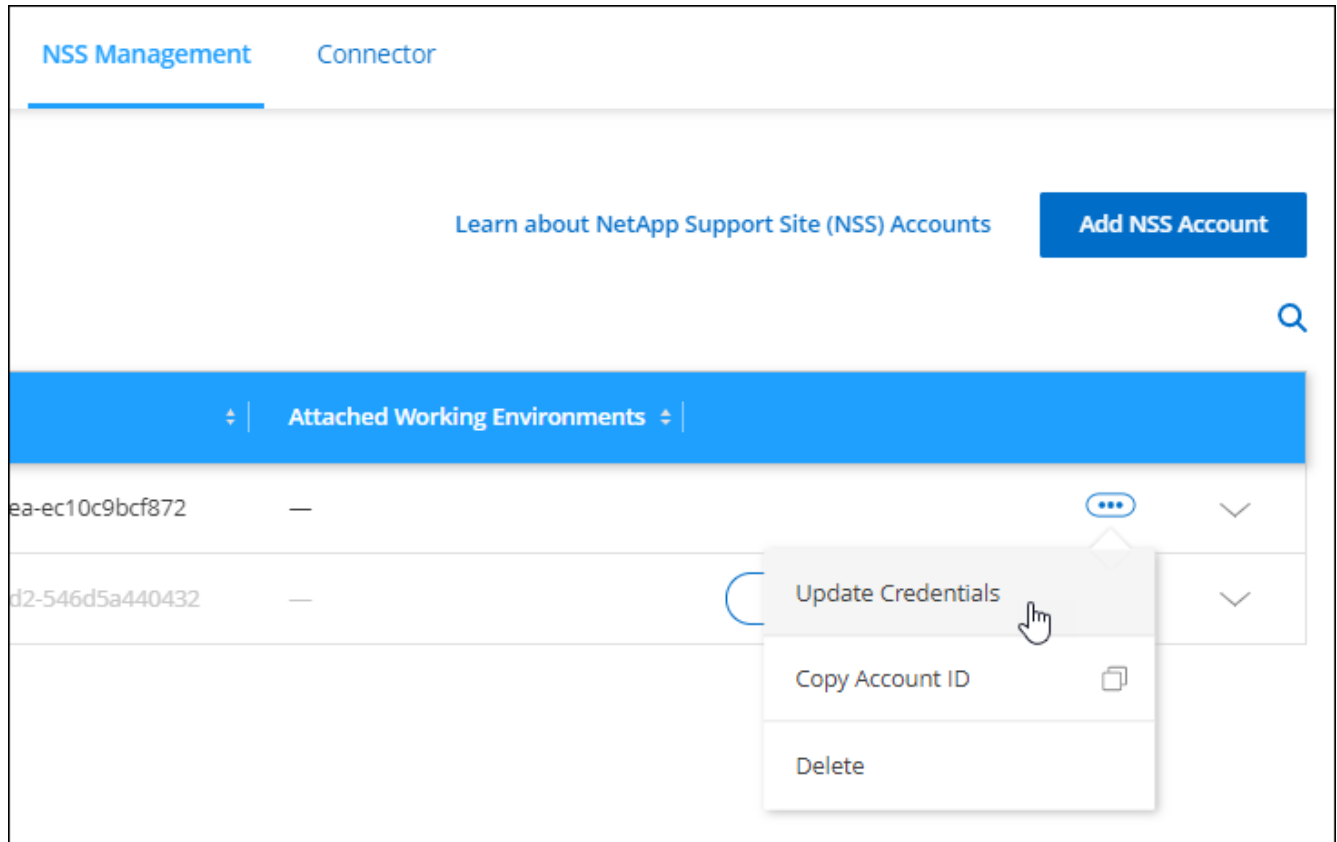 NSS Management Connector
Learn about NetApp Support Site (NSS) Accounts Add NSS Account
Attached Working Environments
ea-ec10c9bcf872 —
d2-546d5a440432 —
Update Credentials
Copy Account ID
Delete